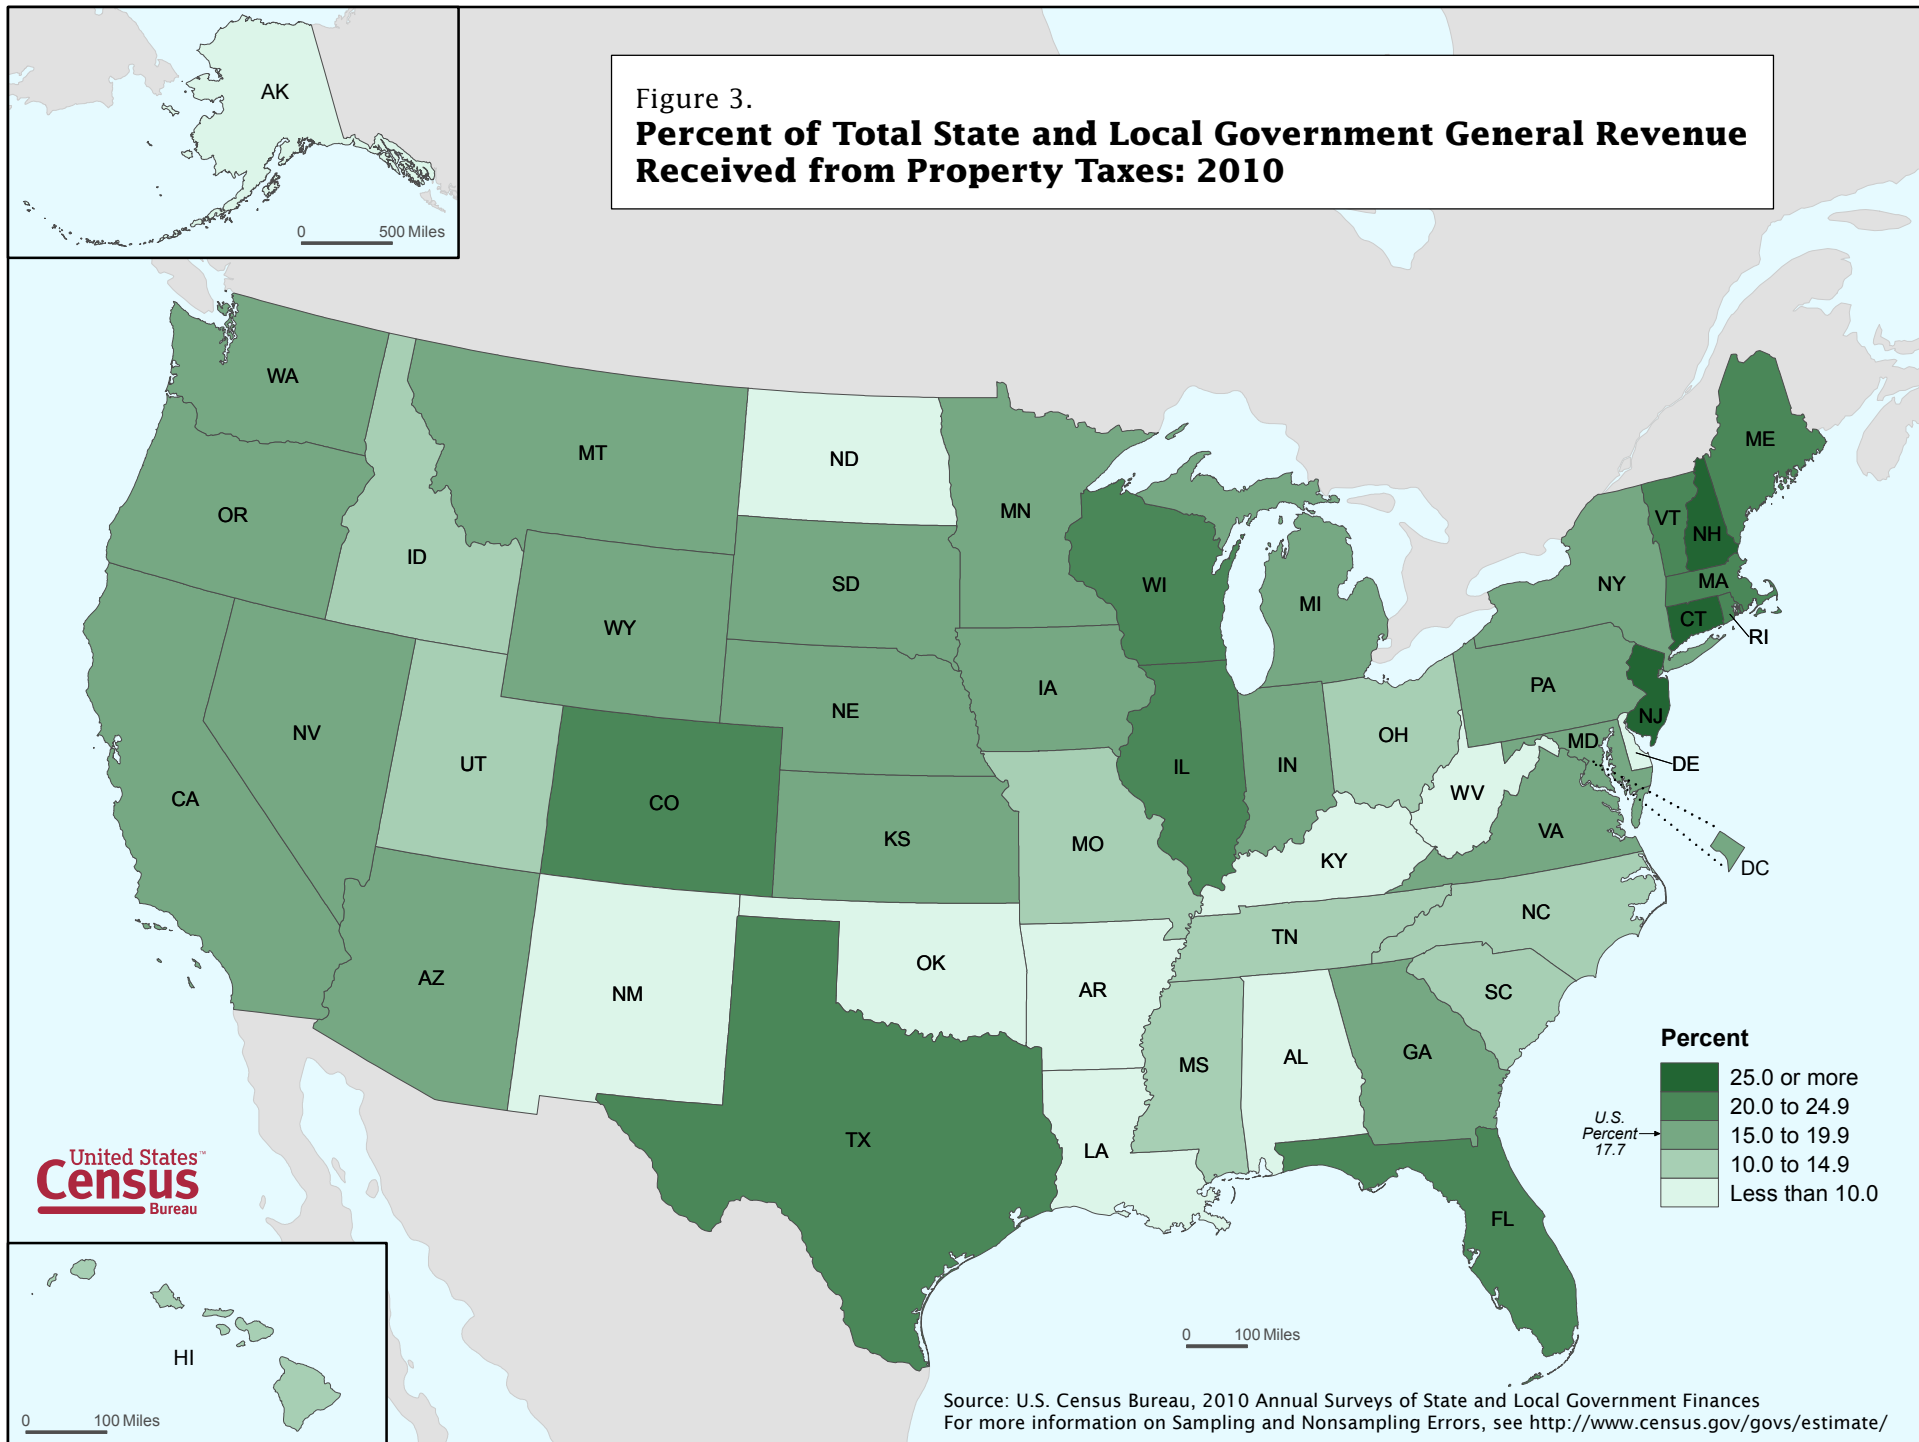 Figure 3.
Percent of Total State and Local Government General Revenue
Received from Property Taxes: 2010
AK
0 500 Miles
WA
MT
ND
MN
ME
OR
ID
SD
WI
MI
NY
VT
NH
MA
CT
RI
WY
IA
NE
PA
NJ
NV
UT
CO
IL
IN
OH
MD
DE
WV
CA
KS
MO
KY
VA
DC
NC
TN
AZ
NM
OK
AR
SC
MS
AL
GA
TX
LA
FL
Percent
25.0 or more
20.0 to 24.9
15.0 to 19.9
10.0 to 14.9
Less than 10.0
U.S.
Percent
17.7
United States™
Census
Bureau
HI
0 100 Miles
0 100 Miles
Source: U.S. Census Bureau, 2010 Annual Surveys of State and Local Government Finances
For more information on Sampling and Nonsampling Errors, see http://www.census.gov/govs/estimate/